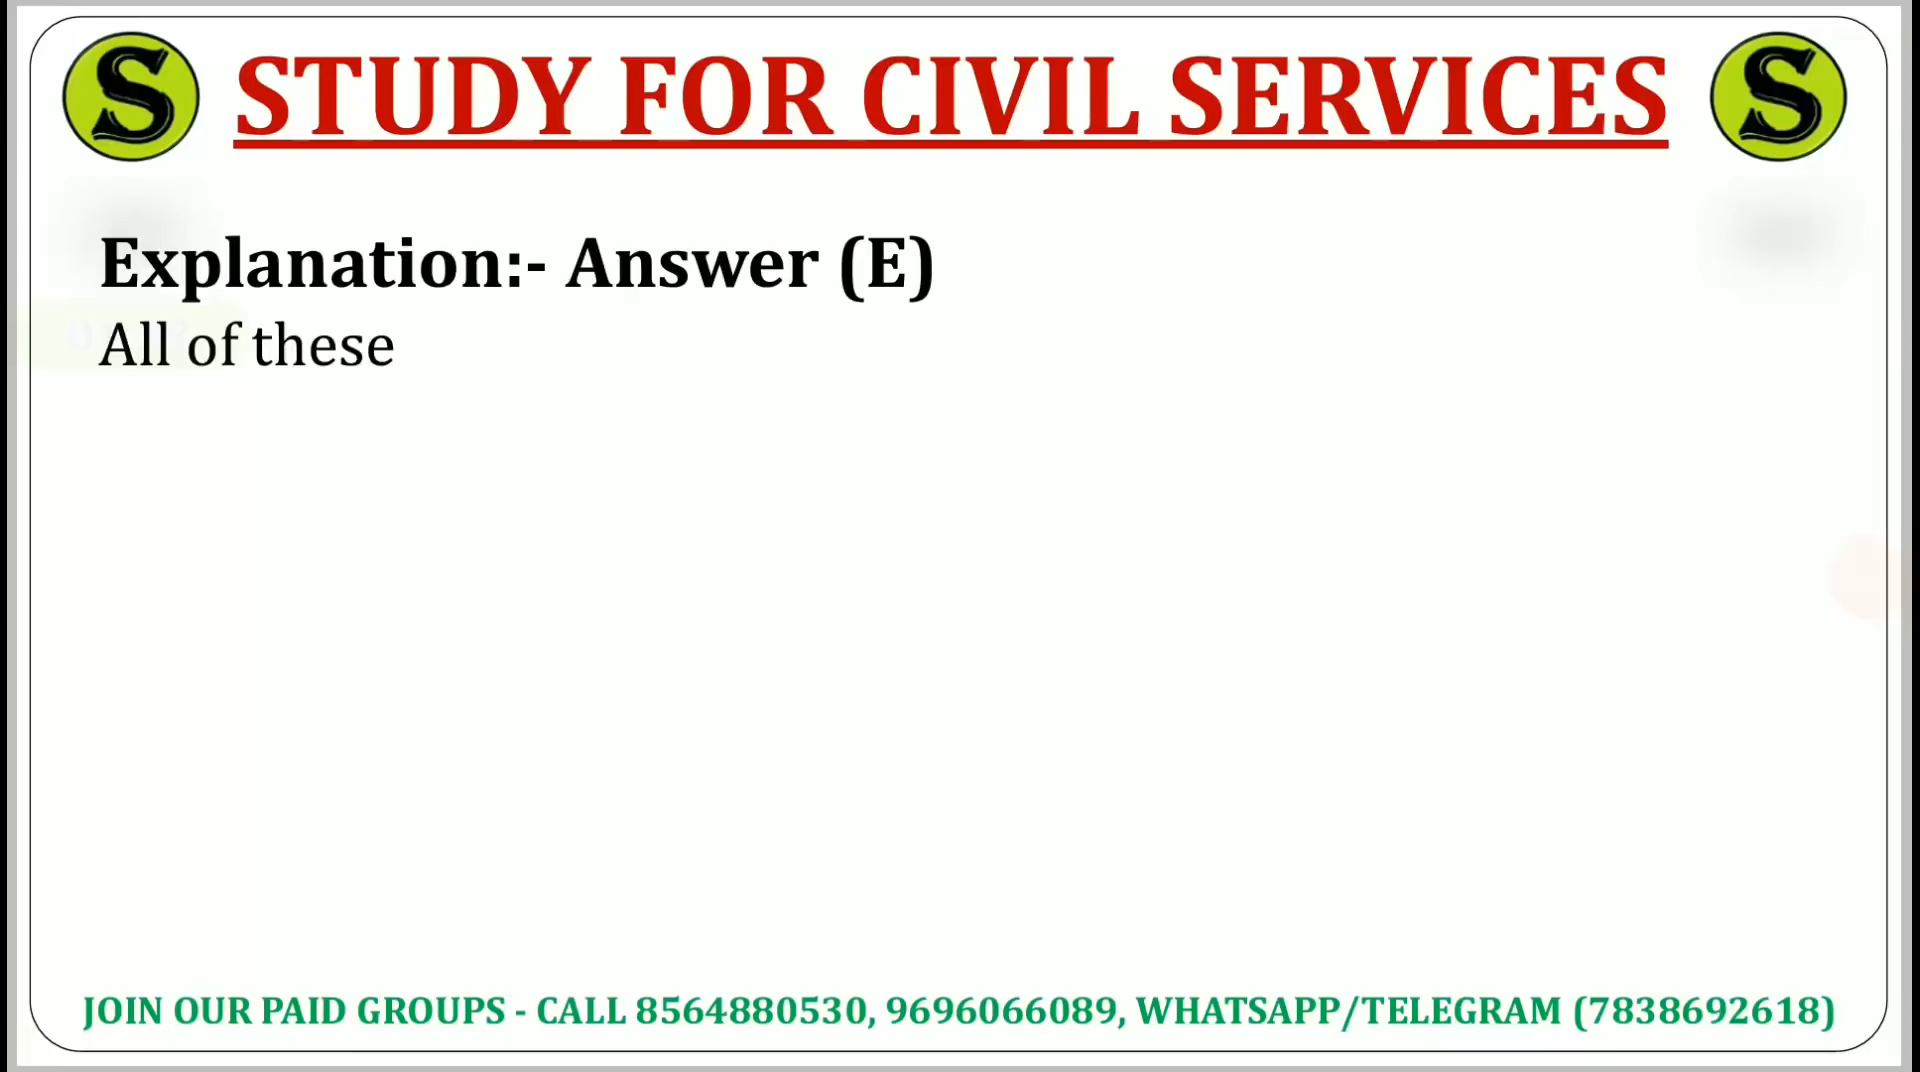 S STUDY FOR CIVIL SERVICES S
Explanation:- Answer (E)
All of these
JOIN OUR PAID GROUPS - CALL 8564880530, 9696066089, WHATSAPP/TELEGRAM (7838692618)